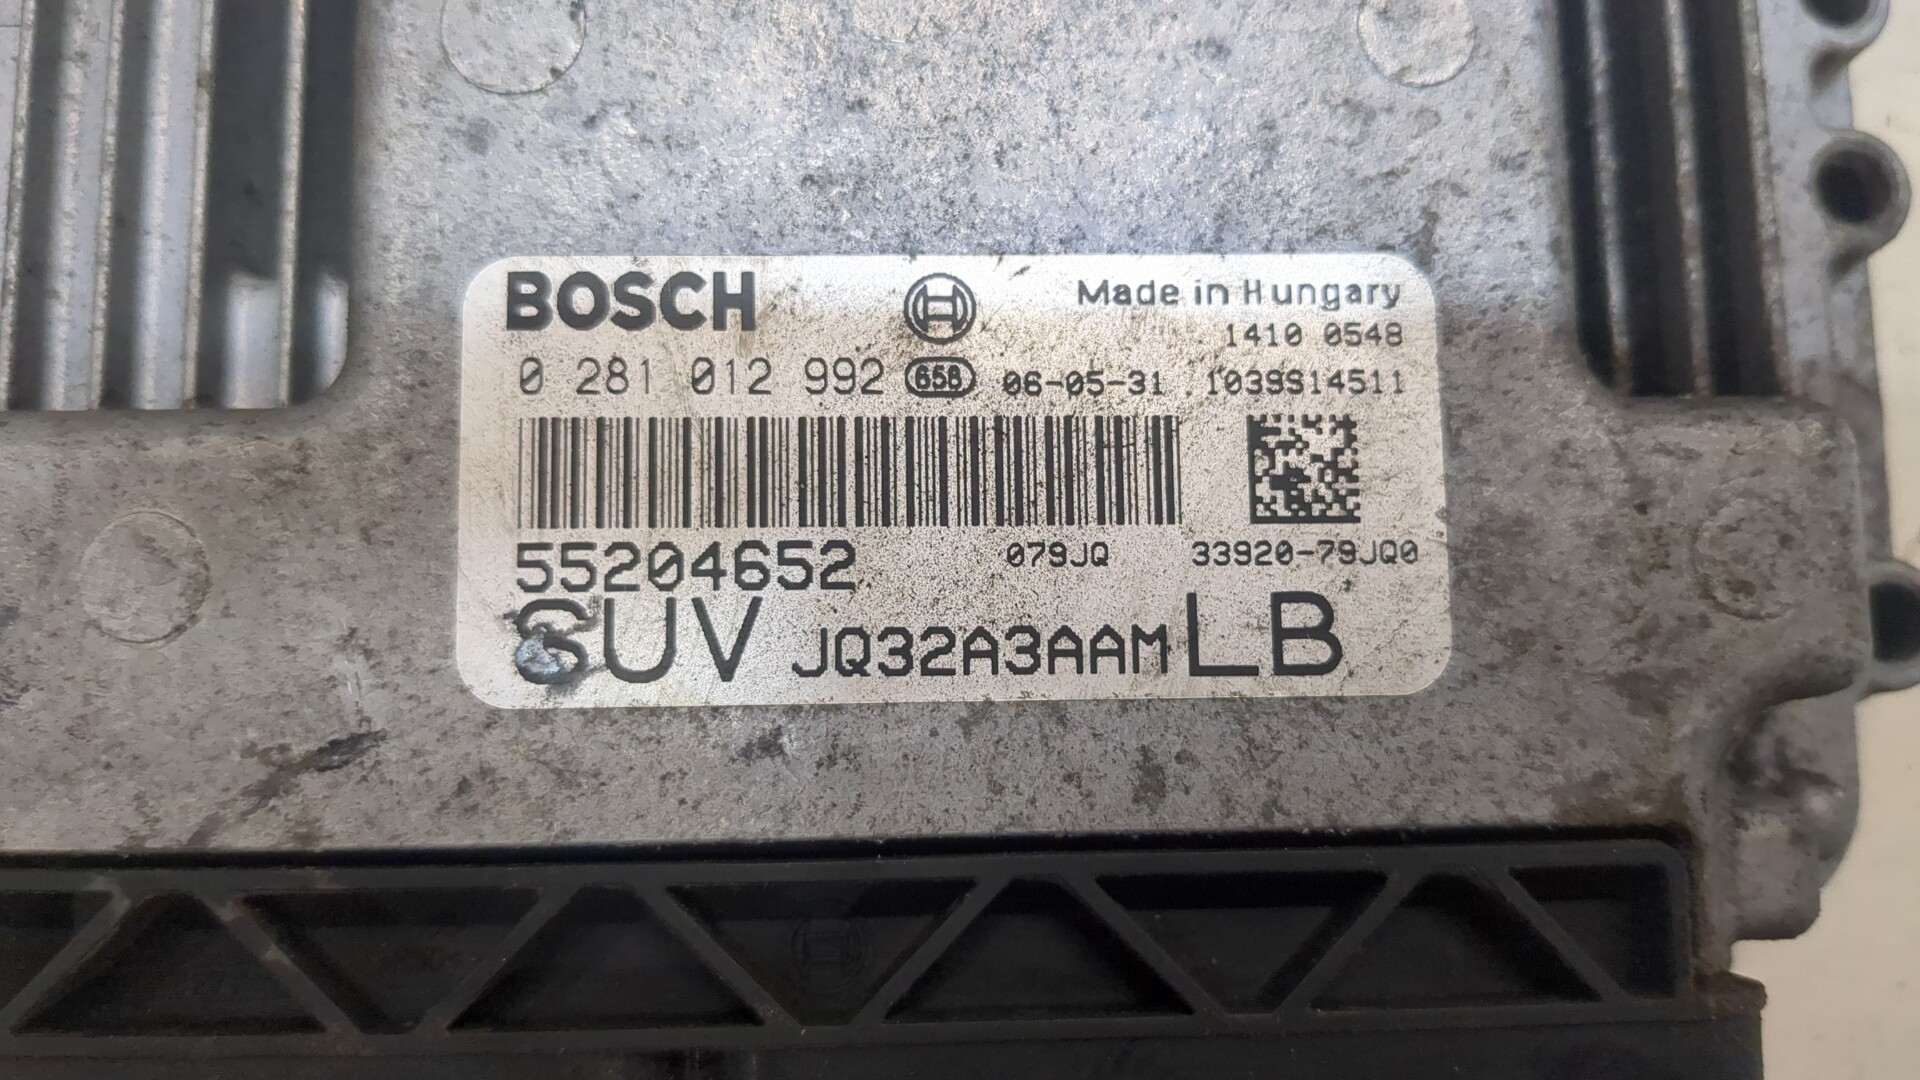 BOSCH
Made in Hungary
1410 0548
0 281 012 992 658 06-05-31 1039S14511
55204652 079JQ 33920-79JQ0
SUV JQ32A3AAM LB